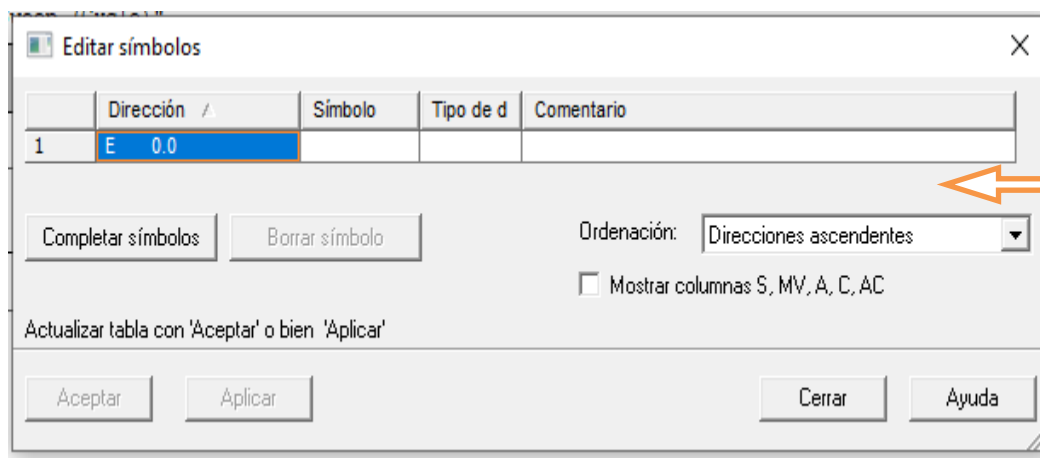 Editar símbolos
Dirección Símbolo Tipo de d Comentario
1 E 0.0
Completar símbolos Borrar símbolo Ordenación: Direcciones ascendentes
Mostrar columnas S, MV, A, C, AC
Actualizar tabla con 'Aceptar' o bien 'Aplicar'
Aceptar Aplicar Cerrar Ayuda